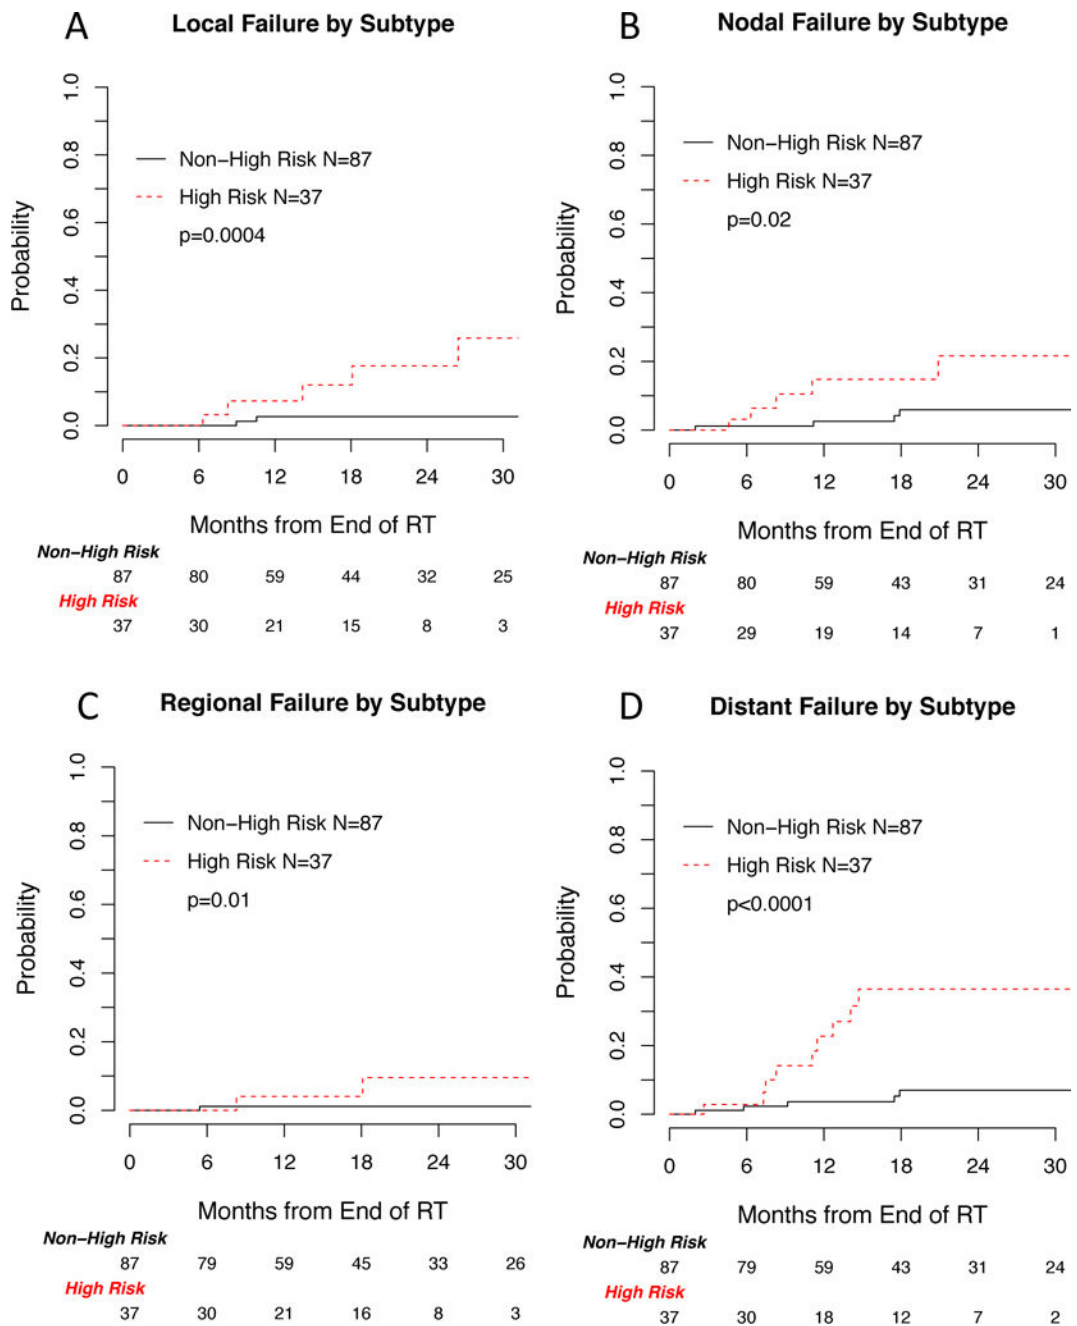 A
Local Failure by Subtype
1.0
0.8
0.6
0.4
0.2
0.0
Probability
Non−High Risk N=87
High Risk N=37
p=0.0004
0 6 12 18 24 30
Months from End of RT
Non−High Risk
87 80 59 44 32 25
High Risk
37 30 21 15 8 3
B
Nodal Failure by Subtype
1.0
0.8
0.6
0.4
0.2
0.0
Probability
Non−High Risk N=87
High Risk N=37
p=0.02
0 6 12 18 24 30
Months from End of RT
Non−High Risk
87 80 59 43 31 24
High Risk
37 29 19 14 7 1
C
Regional Failure by Subtype
1.0
0.8
0.6
0.4
0.2
0.0
Probability
Non−High Risk N=87
High Risk N=37
p=0.01
0 6 12 18 24 30
Months from End of RT
Non−High Risk
87 79 59 45 33 26
High Risk
37 30 21 16 8 3
D
Distant Failure by Subtype
1.0
0.8
0.6
0.4
0.2
0.0
Probability
Non−High Risk N=87
High Risk N=37
p<0.0001
0 6 12 18 24 30
Months from End of RT
Non−High Risk
87 79 59 43 31 24
High Risk
37 30 18 12 7 2